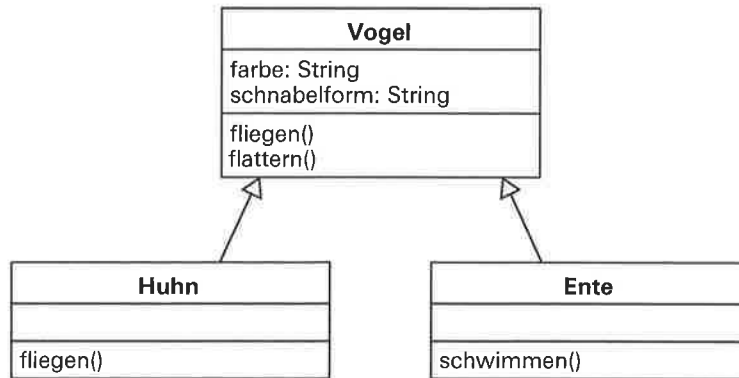 Vogel
farbe: String
schnabelform: String
fliegen()
flattern()
Huhn
fliegen()
Ente
schwimmen()